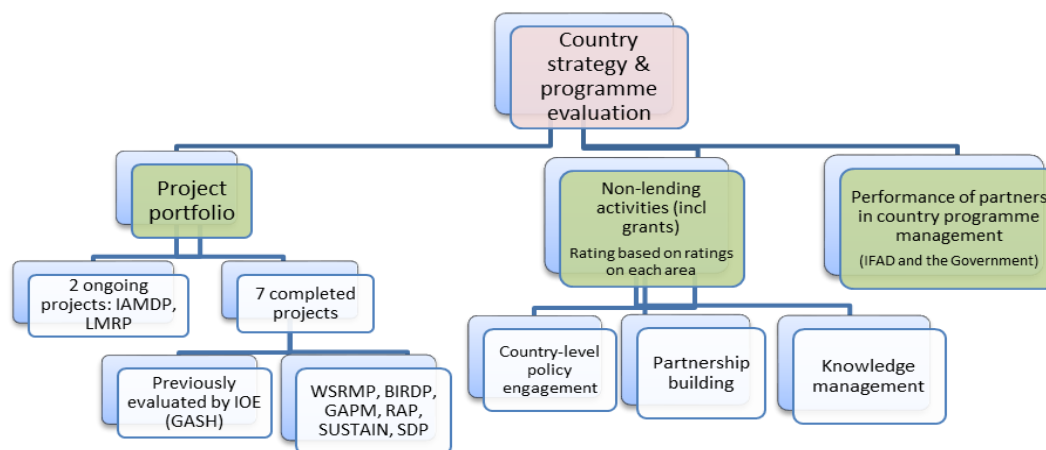 Country
strategy &
programme
evaluation
Project
portfolio
Non-lending
activities (incl
grants)
Rating based on ratings
on each area
Performance of partners
in country programme
management
(IFAD and the Government)
2 ongoing
projects: IAMDP,
LMRP
7 completed
projects
Previously
evaluated by IOE
(GASH)
WSRMP, BIRDP,
GAPM, RAP,
SUSTAIN, SDP
Country-level
policy
engagement
Partnership
building
Knowledge
management